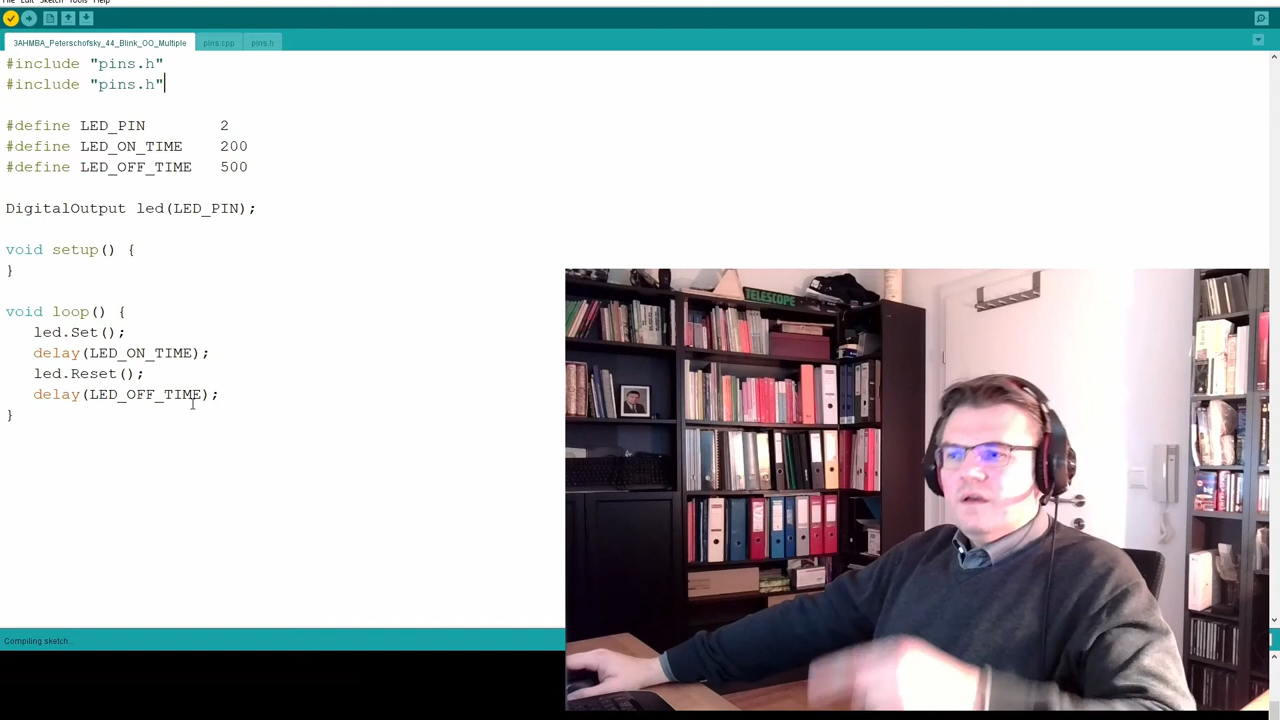 File Edit Sketch Tools Help
3AHMBA_Peterschofsky_44_Blink_OO_Multiple pins.cpp pins.h
#include "pins.h"
#include "pins.h"
#define LED_PIN 2
#define LED_ON_TIME 200
#define LED_OFF_TIME 500
DigitalOutput led(LED_PIN);
void setup() {
}
void loop() {
led.Set();
delay(LED_ON_TIME);
led.Reset();
delay(LED_OFF_TIME);
}
TELESCOPE
Compiling sketch...